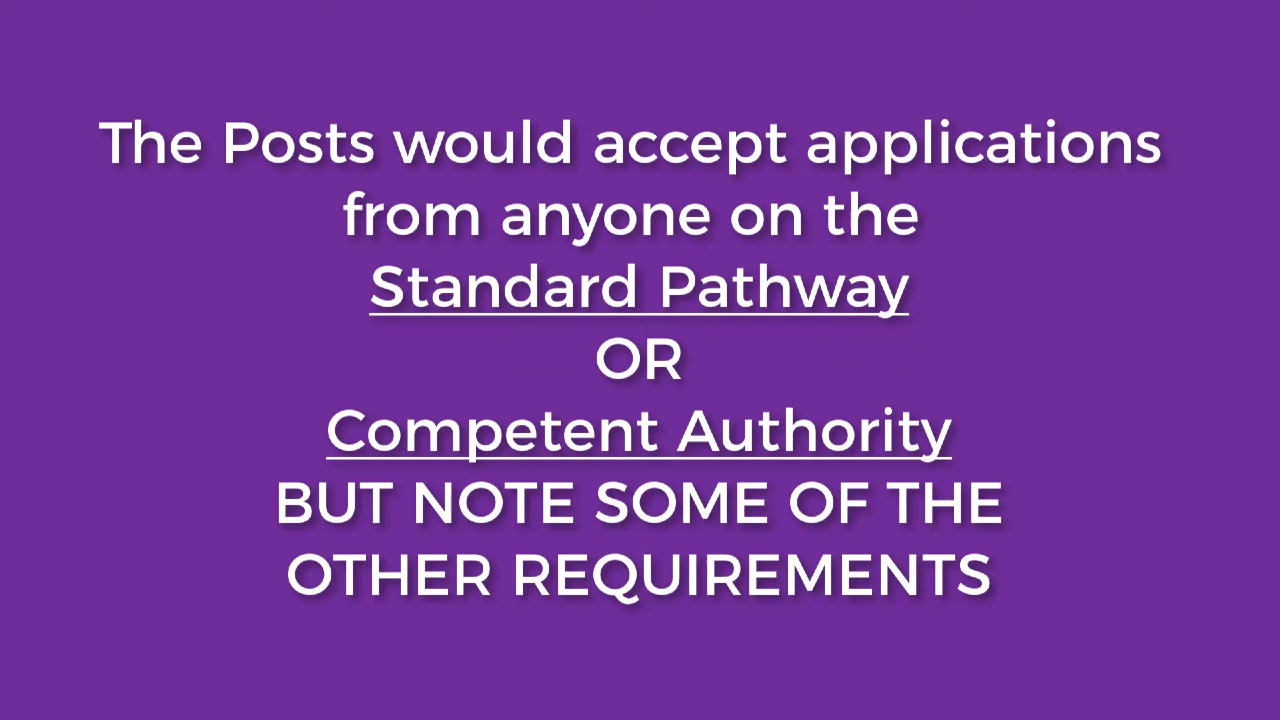 The Posts would accept applications
from anyone on the
Standard Pathway
OR
Competent Authority
BUT NOTE SOME OF THE
OTHER REQUIREMENTS